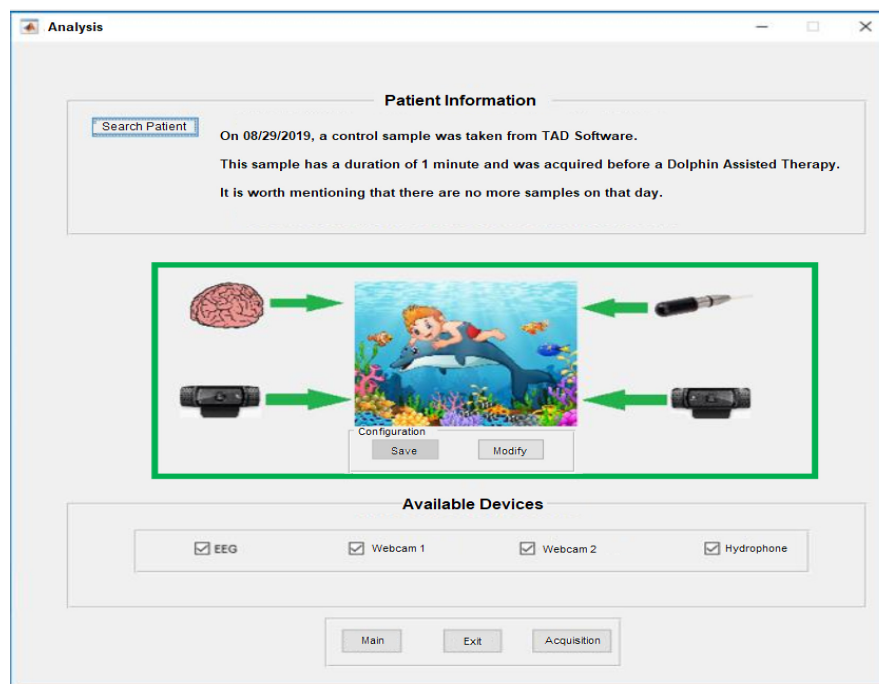 Analysis
Patient Information
Search Patient
On 08/29/2019, a control sample was taken from TAD Software.
This sample has a duration of 1 minute and was acquired before a Dolphin Assisted Therapy.
It is worth mentioning that there are no more samples on that day.
Configuration
Save Modify
Available Devices
EEG Webcam 1 Webcam 2 Hydrophone
Main Exit Acquisition